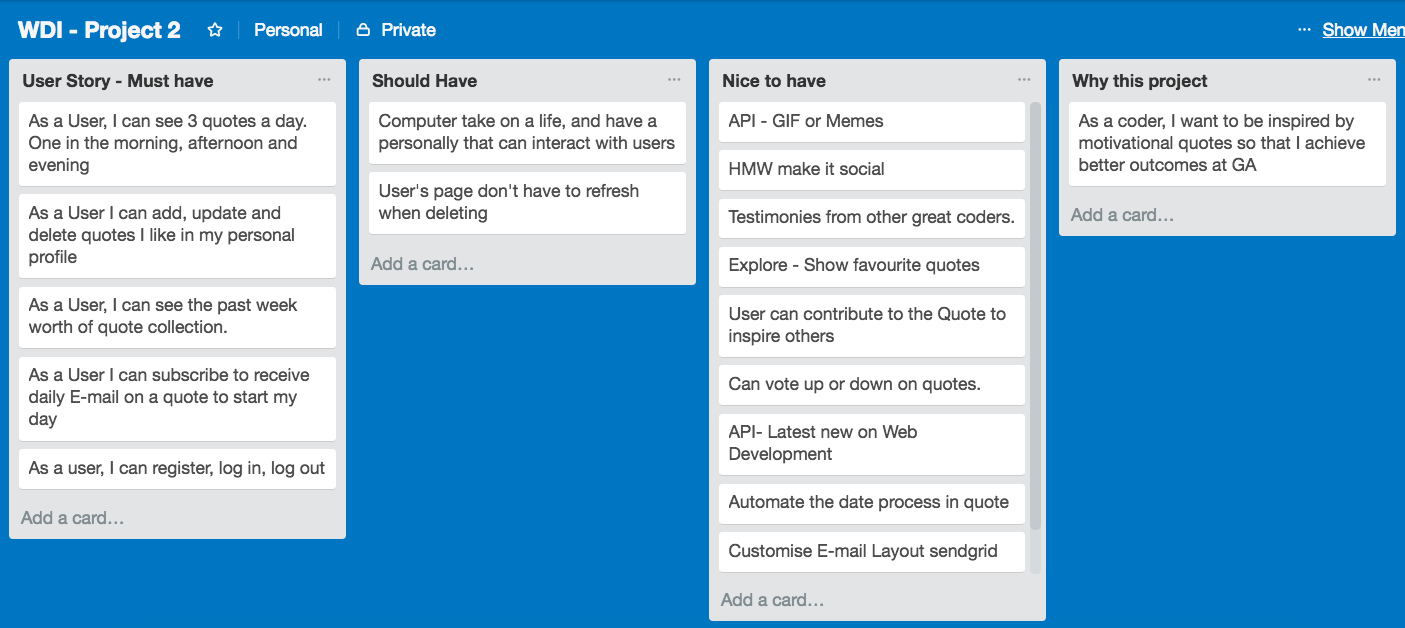 WDI - Project 2
Personal
Private
... Show Men
User Story - Must have
...
As a User, I can see 3 quotes a day.
One in the morning, afternoon and
evening
As a User I can add, update and
delete quotes I like in my personal
profile
As a User, I can see the past week
worth of quote collection.
As a User I can subscribe to receive
daily E-mail on a quote to start my
day
As a user, I can register, log in, log out
Add a card...
Should Have
...
Computer take on a life, and have a
personally that can interact with users
User's page don't have to refresh
when deleting
Add a card...
Nice to have
...
API - GIF or Memes
HMW make it social
Testimonies from other great coders.
Explore - Show favourite quotes
User can contribute to the Quote to
inspire others
Can vote up or down on quotes.
API- Latest new on Web
Development
Automate the date process in quote
Customise E-mail Layout sendgrid
Add a card...
Why this project
...
As a coder, I want to be inspired by
motivational quotes so that I achieve
better outcomes at GA
Add a card...